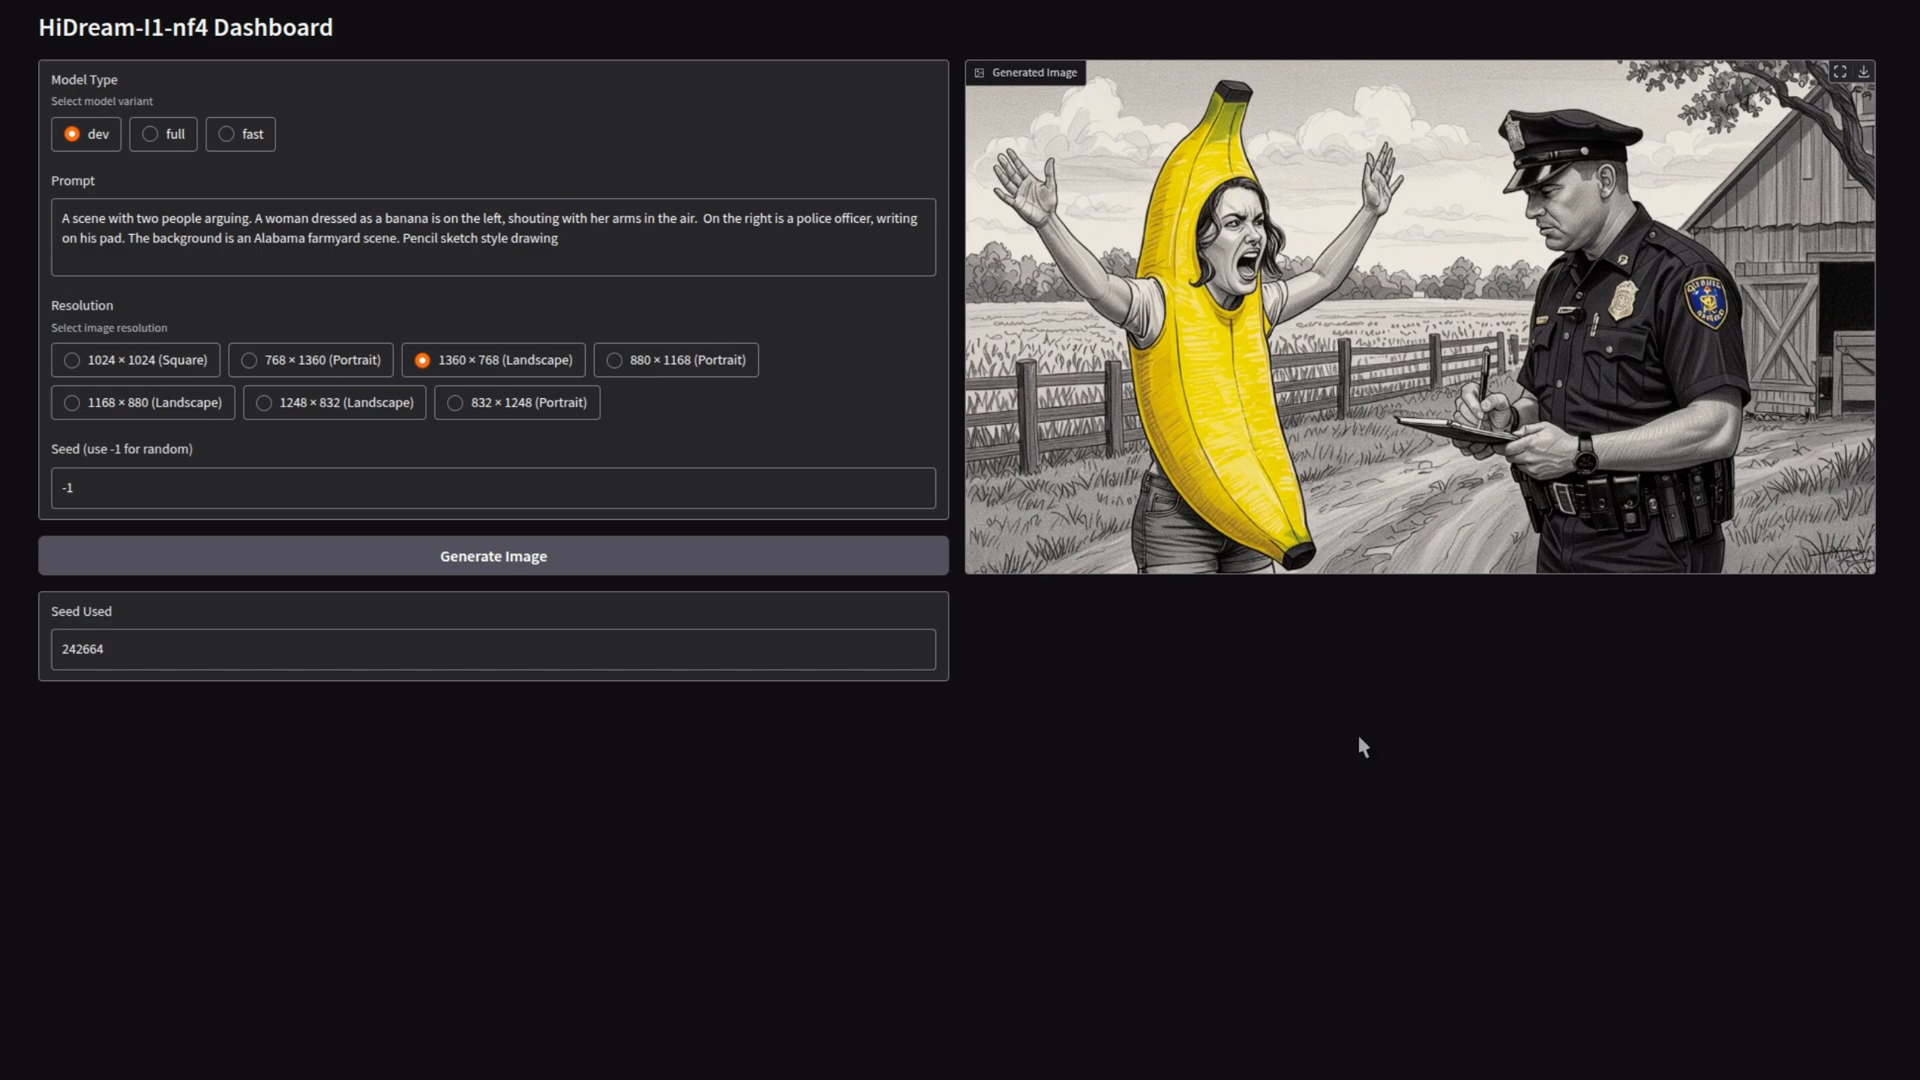 HiDream-I1-nf4 Dashboard
Model Type
Select model variant
dev
full
fast
Prompt
A scene with two people arguing. A woman dressed as a banana is on the left, shouting with her arms in the air.  On the right is a police officer, writing
on his pad. The background is an Alabama farmyard scene. Pencil sketch style drawing
Resolution
Select image resolution
1024 × 1024 (Square)
768 × 1360 (Portrait)
1360 × 768 (Landscape)
880 × 1168 (Portrait)
1168 × 880 (Landscape)
1248 × 832 (Landscape)
832 × 1248 (Portrait)
Seed (use -1 for random)
-1
Generate Image
Seed Used
242664
Generated Image